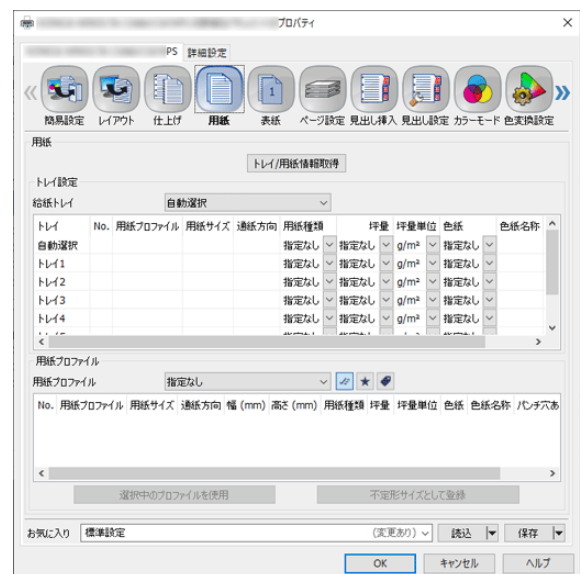 プロパティ
PS 詳細設定
簡易設定 レイアウト 仕上げ 用紙 表紙 ページ設定 見出し挿入 見出し設定 カラーモード 色変換設定
用紙
トレイ/用紙情報取得
トレイ設定
給紙トレイ 自動選択
トレイ No. 用紙プロファイル 用紙サイズ 通紙方向 用紙種類 坪量 坪量単位 色紙 色紙名称
自動選択 指定なし 指定なし g/m² 指定なし
トレイ1 指定なし 指定なし g/m² 指定なし
トレイ2 指定なし 指定なし g/m² 指定なし
トレイ3 指定なし 指定なし g/m² 指定なし
トレイ4 指定なし 指定なし g/m² 指定なし
用紙プロファイル
用紙プロファイル 指定なし
No. 用紙プロファイル 用紙サイズ 通紙方向 幅 (mm) 高さ (mm) 用紙種類 坪量 坪量単位 色紙 色紙名称 パンチ穴あ
選択中のプロファイルを使用 不定形サイズとして登録
お気に入り 標準設定 (変更あり) 読込 保存
OK キャンセル ヘルプ